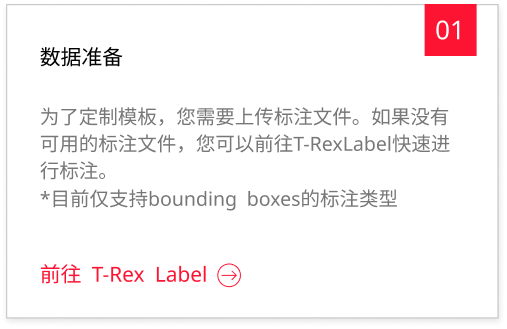 01
数据准备
为了定制模板，您需要上传标注文件。如果没有
可用的标注文件，您可以前往T-RexLabel快速进
行标注。
*目前仅支持bounding boxes的标注类型
前往 T-Rex Label